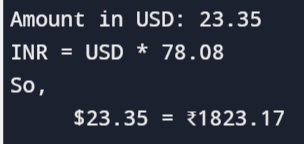 Amount in USD: 23.35
INR = USD * 78.08
So,
$23.35 = ₹1823.17